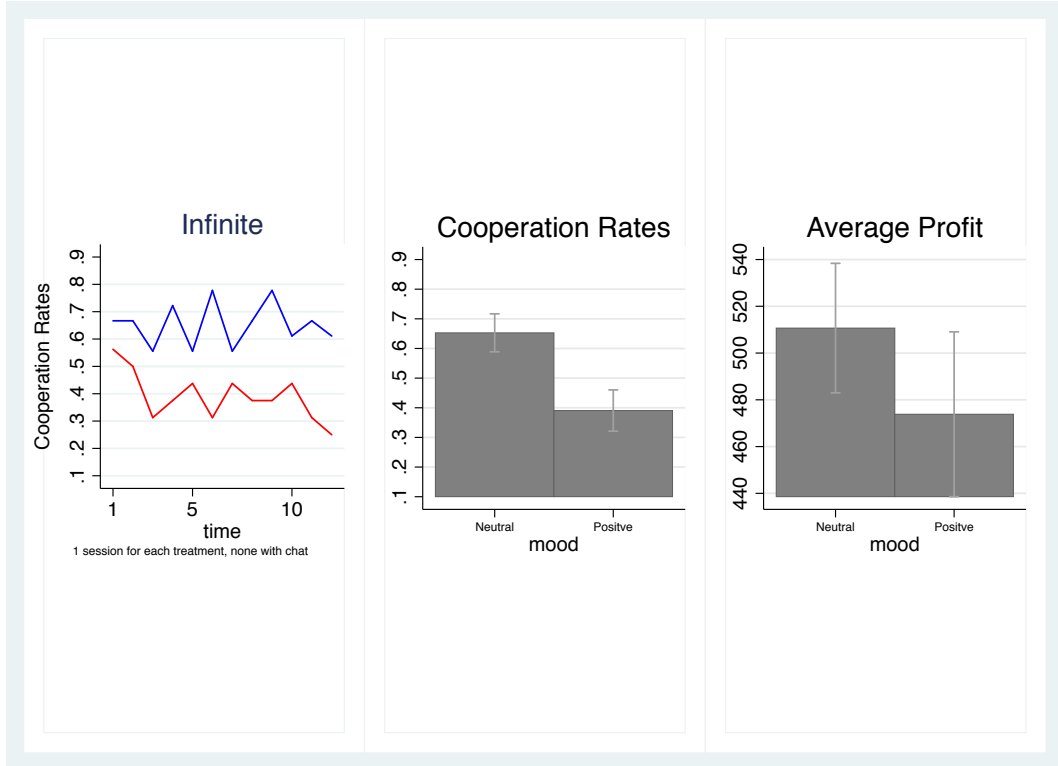 Infinite
Cooperation Rates
.9
.8
.7
.6
.5
.4
.3
.2
.1
1 5 10
time
1 session for each treatment, none with chat
Cooperation Rates
.9
.8
.7
.6
.5
.4
.3
.2
.1
Neutral Positve
mood
Average Profit
540
520
500
480
460
440
Neutral Positve
mood